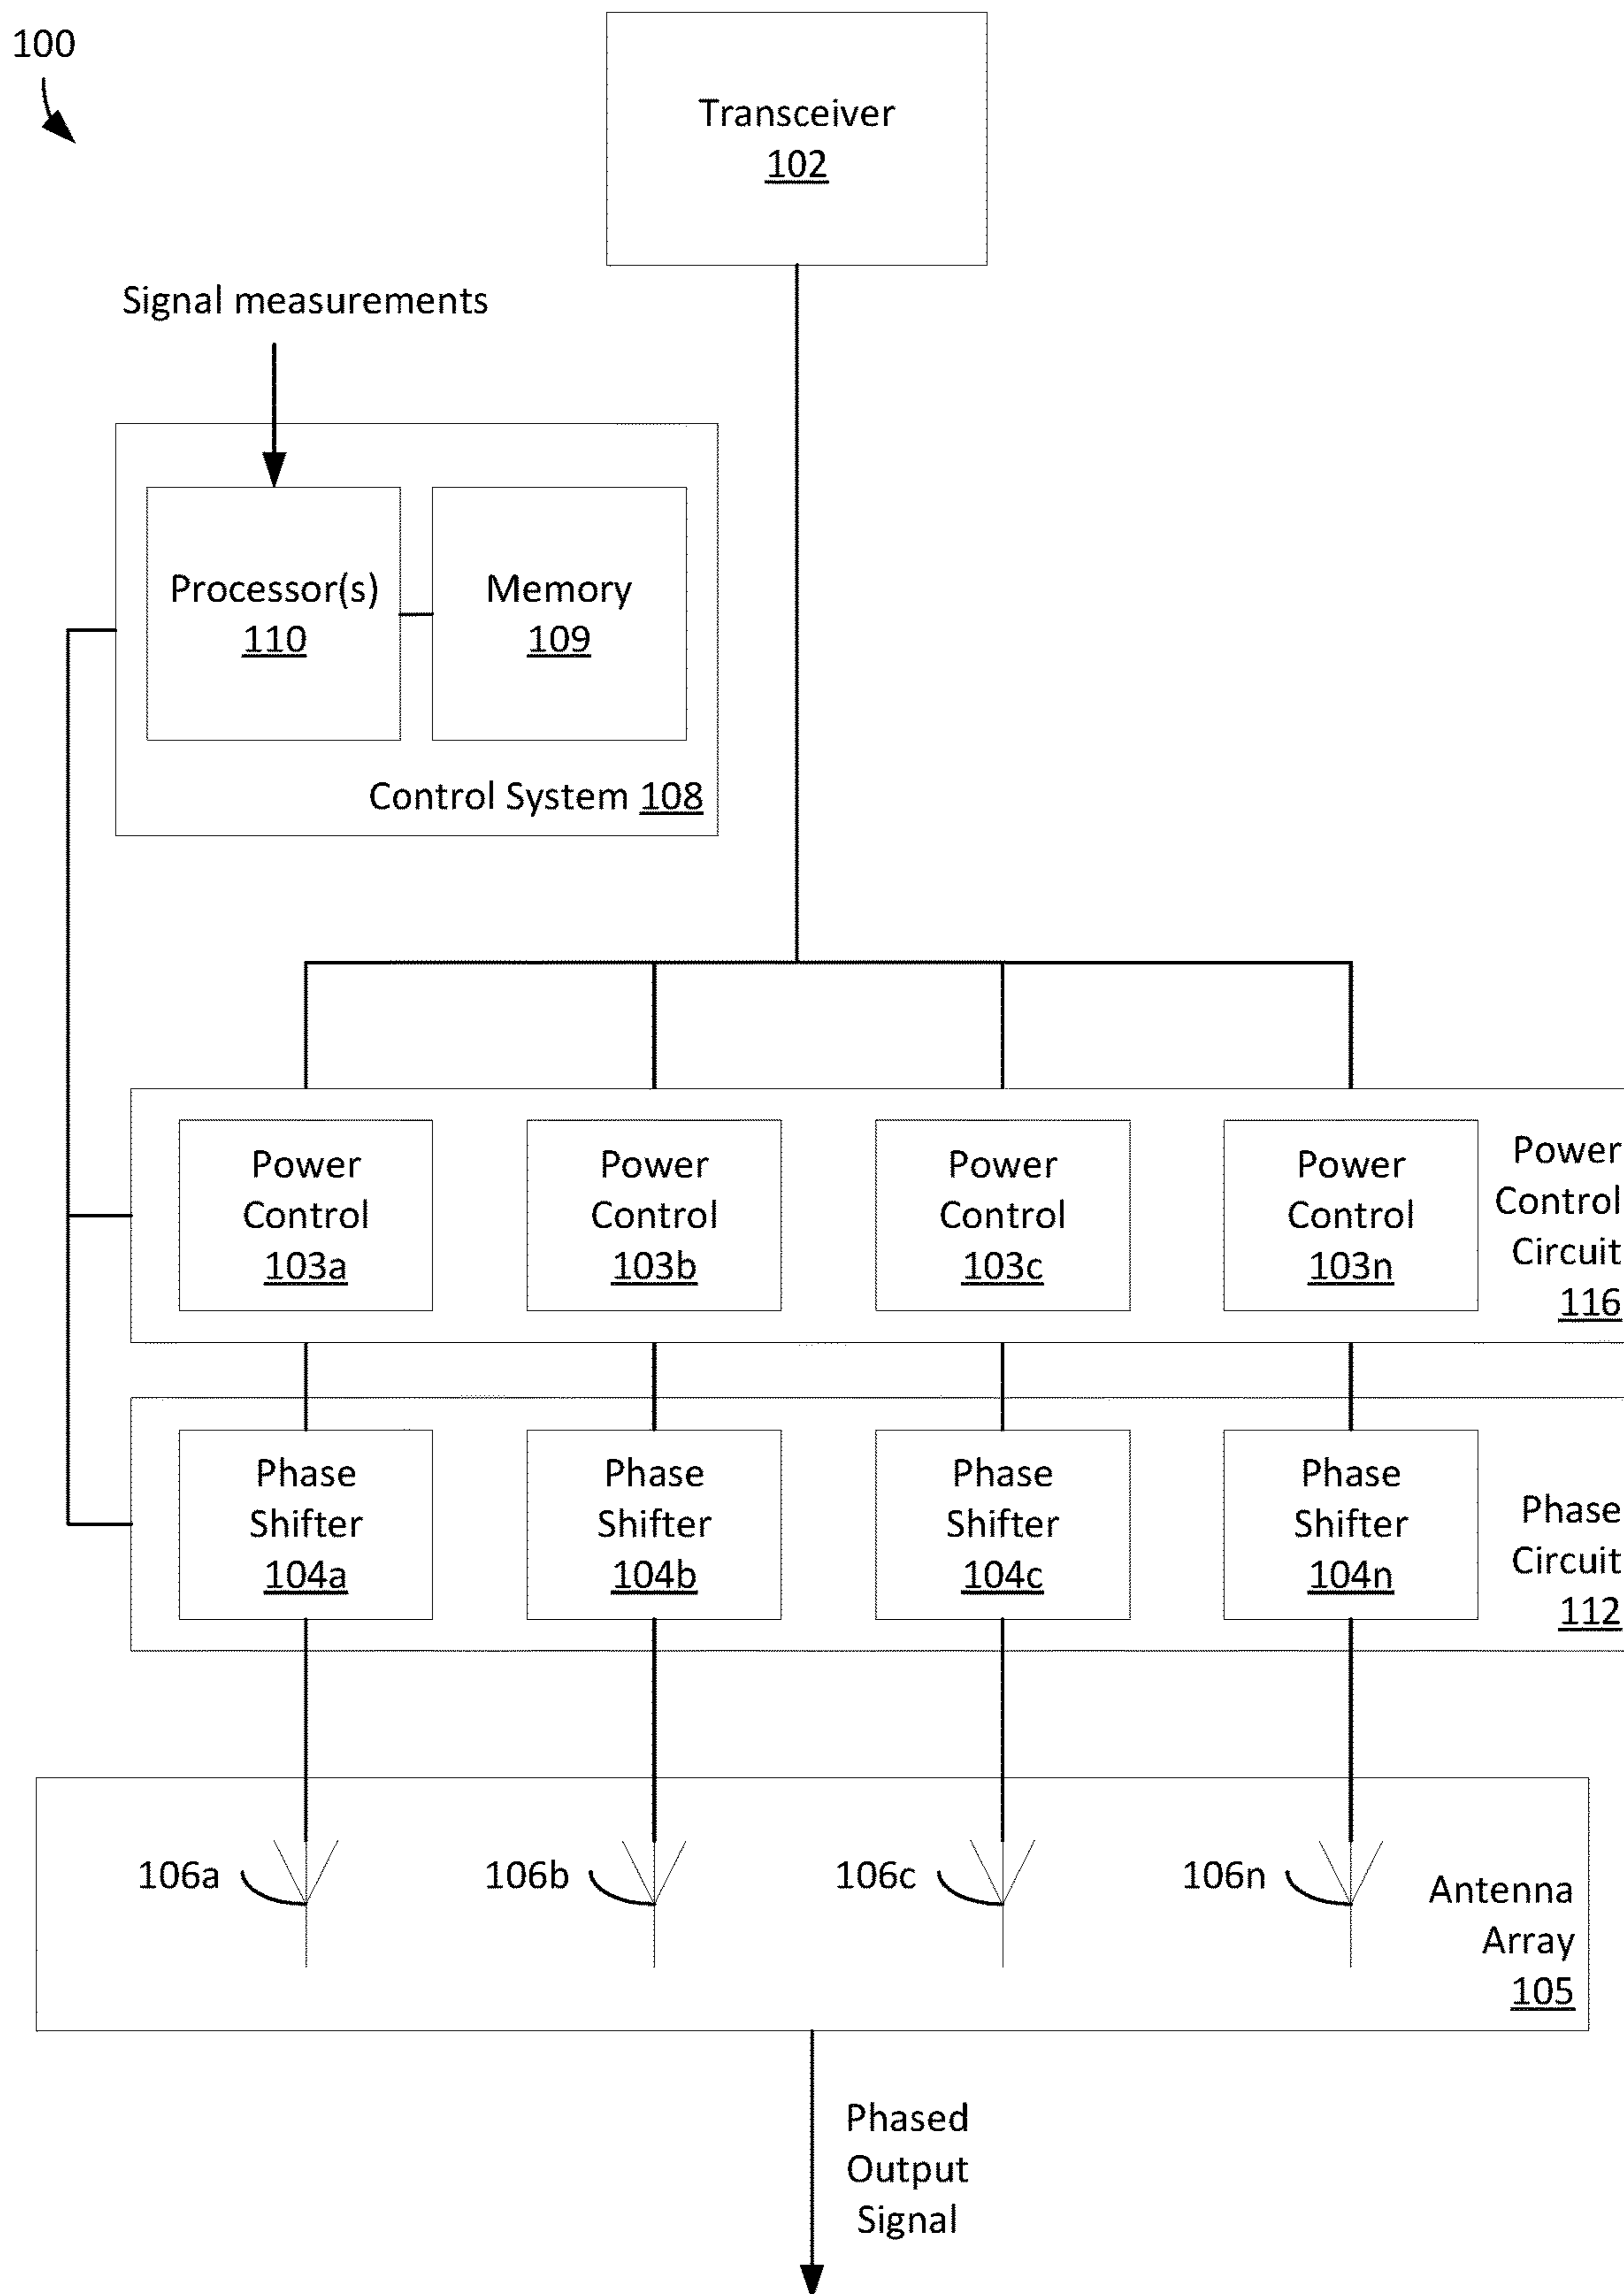 100
Transceiver
102
Signal measurements
Processor(s)
110
Memory
109
Control System 108
Power
Control
103a
Power
Control
103b
Power
Control
103c
Power
Control
103n
Power
Control
Circuit
116
Phase
Shifter
104a
Phase
Shifter
104b
Phase
Shifter
104c
Phase
Shifter
104n
Phase
Circuit
112
106a
106b
106c
106n
Antenna
Array
105
Phased
Output
Signal